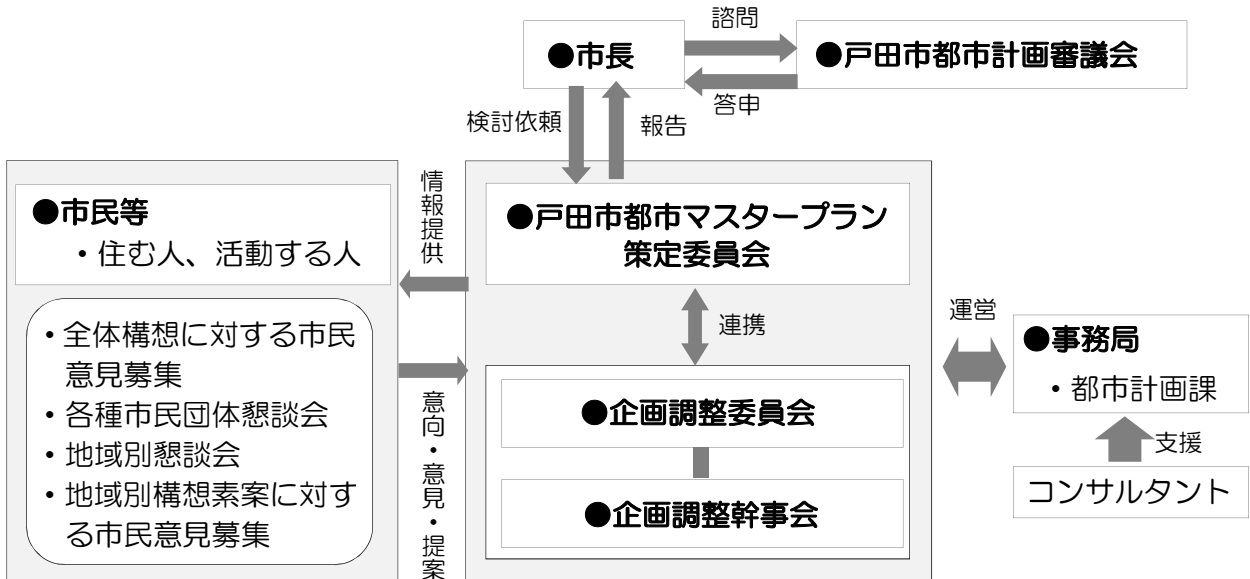 諮問
●市長
●戸田市都市計画審議会
答申
検討依頼
報告
●市民等
・住む人、活動する人
情報提供
●戸田市都市マスタープラン
策定委員会
・全体構想に対する市民
意見募集
・各種市民団体懇談会
・地域別懇談会
・地域別構想素案に対す
る市民意見募集
意向・意見・提案
連携
●企画調整委員会
●企画調整幹事会
運営
●事務局
・都市計画課
支援
コンサルタント